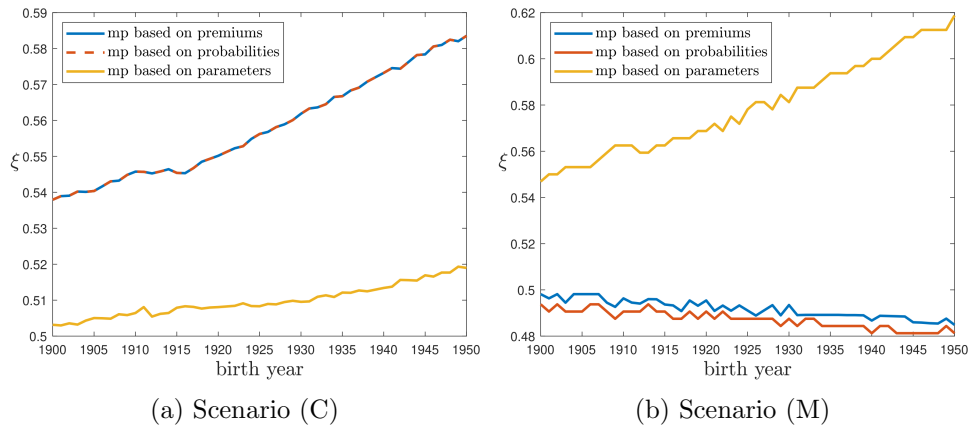 0.59
0.58
0.57
0.56
0.55
ξ
0.54
0.53
0.52
0.51
0.5
mp based on premiums
mp based on probabilities
mp based on parameters
1900 1905 1910 1915 1920 1925 1930 1935 1940 1945 1950
birth year
(a) Scenario (C)
0.62
0.6
0.58
0.56
ξ
0.54
0.52
0.5
0.48
mp based on premiums
mp based on probabilities
mp based on parameters
1900 1905 1910 1915 1920 1925 1930 1935 1940 1945 1950
birth year
(b) Scenario (M)